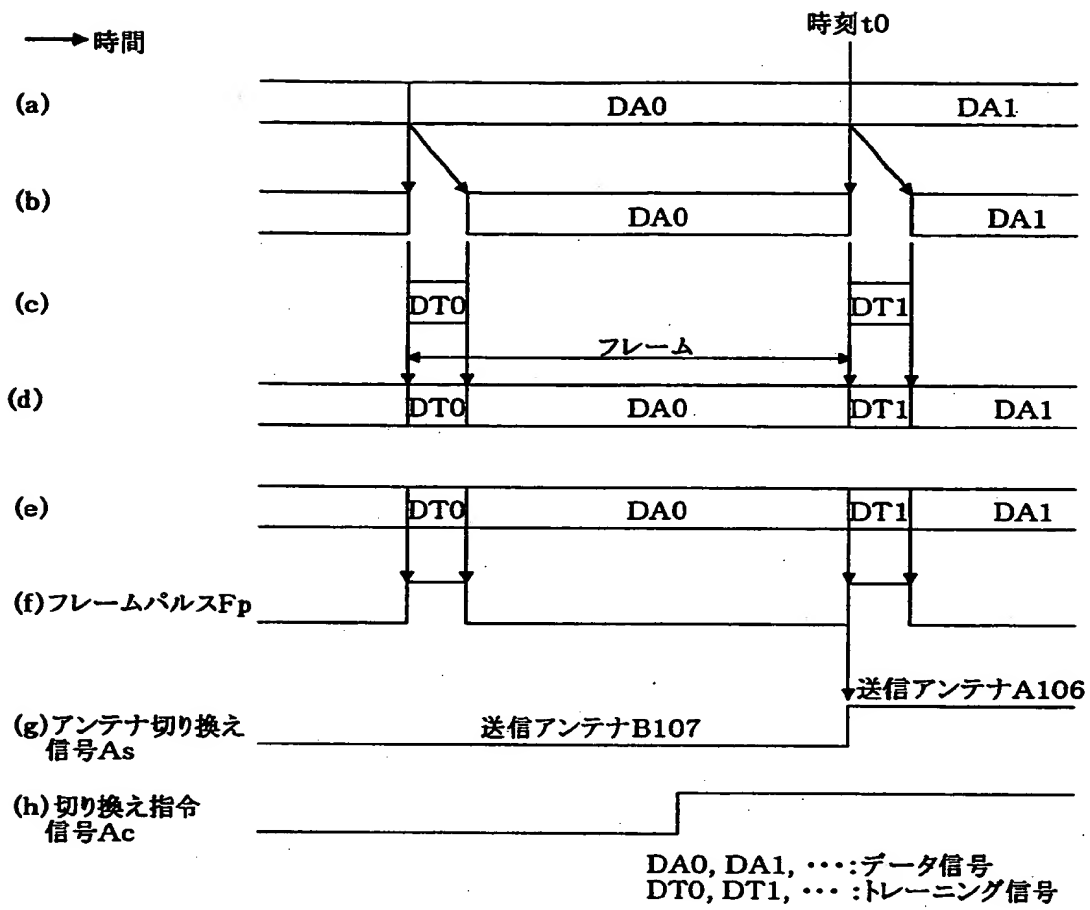 時刻t0
時間
(a) DA0 DA1
(b) DA0 DA1
(c) DT0 DT1
フレーム
(d) DT0 DA0 DT1 DA1
(e) DT0 DA0 DT1 DA1
(f)フレームパルスFp
送信アンテナA106
(g)アンテナ切り換え 送信アンテナB107
信号As
(h)切り換え指令
信号Ac
DA0, DA1, ･･･:データ信号
DT0, DT1, ･･･ :トレーニング信号